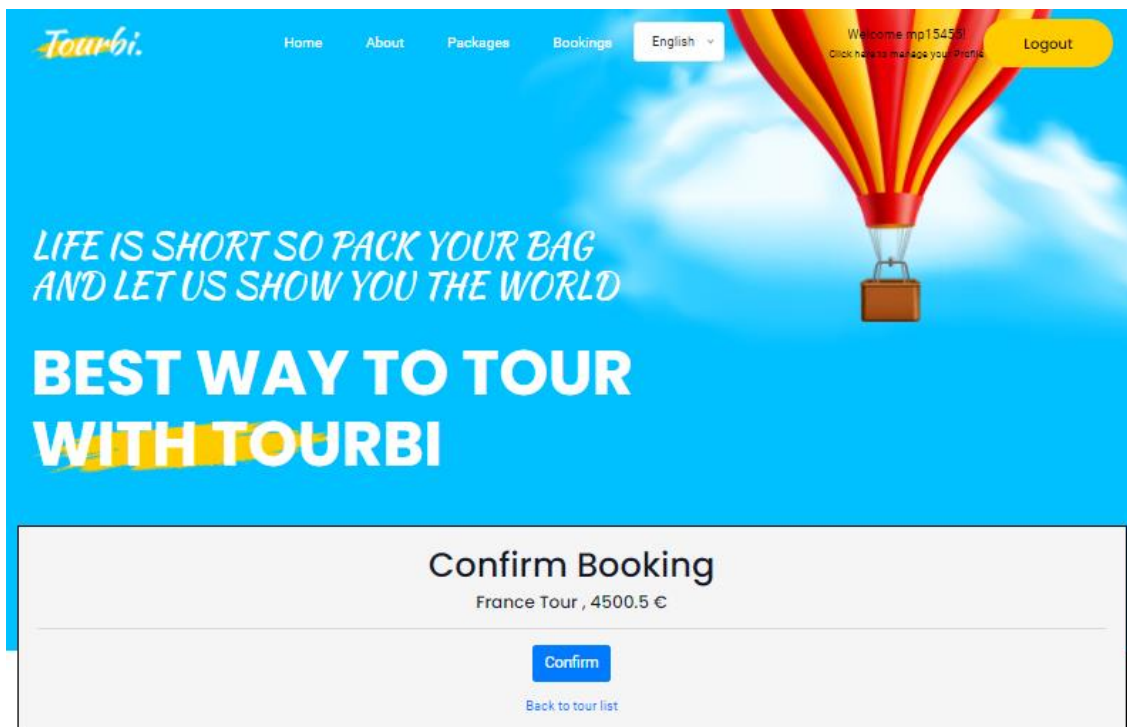 Tourbi.
Home About Packages Bookings English
Welcome mp15455!
Click here to manage your Profile
Logout
LIFE IS SHORT SO PACK YOUR BAG
AND LET US SHOW YOU THE WORLD
BEST WAY TO TOUR
WITH TOURBI
Confirm Booking
France Tour , 4500.5 €
Confirm
Back to tour list